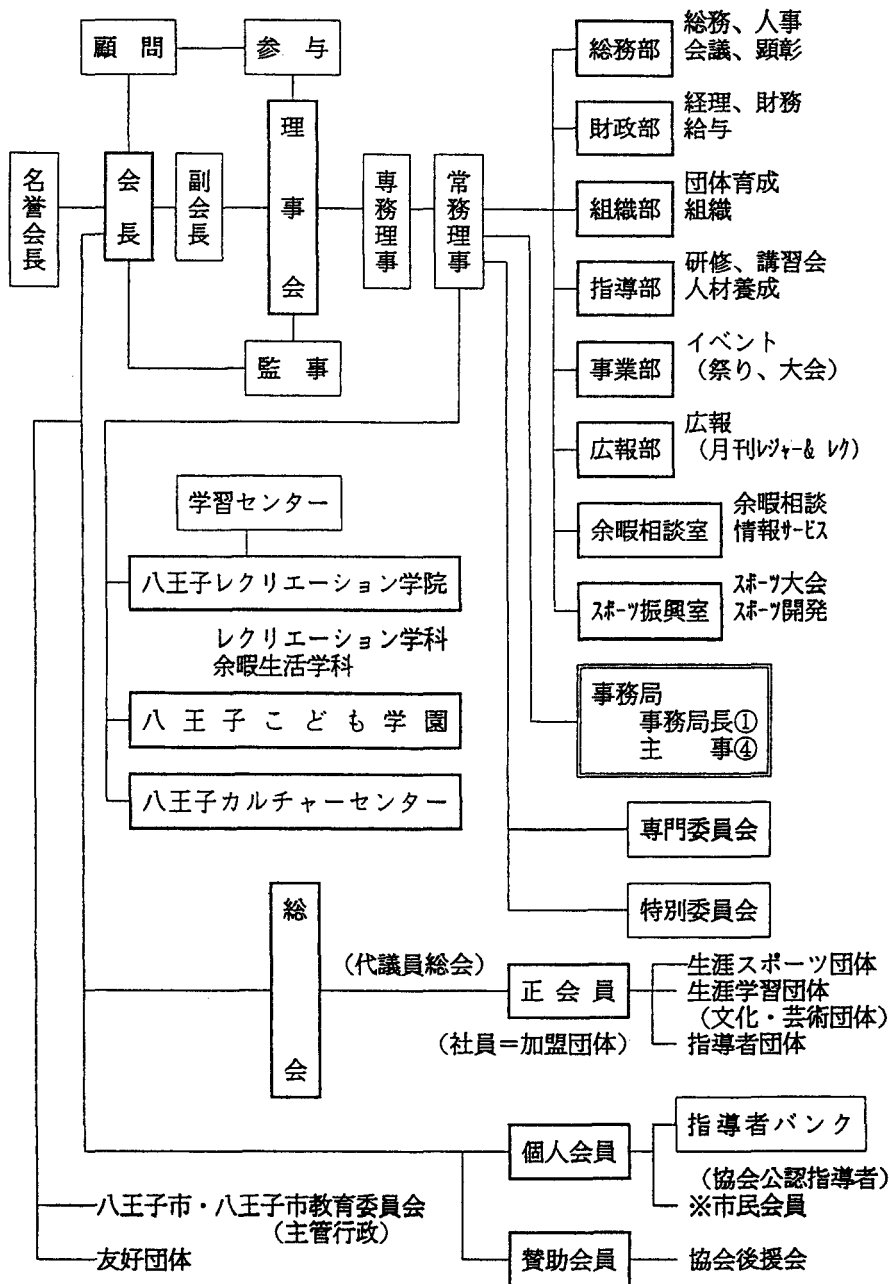 顧問
参与
名誉会長
会長
副会長
理事会
専務理事
常務理事
監事
総務部
総務、人事
会議、顕彰
財政部
経理、財務
給与
組織部
団体育成
組織
指導部
研修、講習会
人材養成
事業部
イベント
(祭り、大会)
広報部
広報
(月刊ﾚｼﾞｬｰ& ﾚｸ)
余暇相談室
余暇相談
情報ｻｰﾋﾞｽ
ｽﾎﾟｰﾂ振興室
ｽﾎﾟｰﾂ大会
ｽﾎﾟｰﾂ開発
事務局
事務局長①
主事④
専門委員会
特別委員会
学習センター
八王子レクリエーション学院
レクリエーション学科
余暇生活学科
八王子こども学園
八王子カルチャーセンター
総会
(代議員総会)
正会員
(社員=加盟団体)
生涯スポーツ団体
生涯学習団体
(文化・芸術団体)
指導者団体
個人会員
指導者バンク
(協会公認指導者)
※市民会員
賛助会員
協会後援会
八王子市・八王子市教育委員会
(主管行政)
友好団体